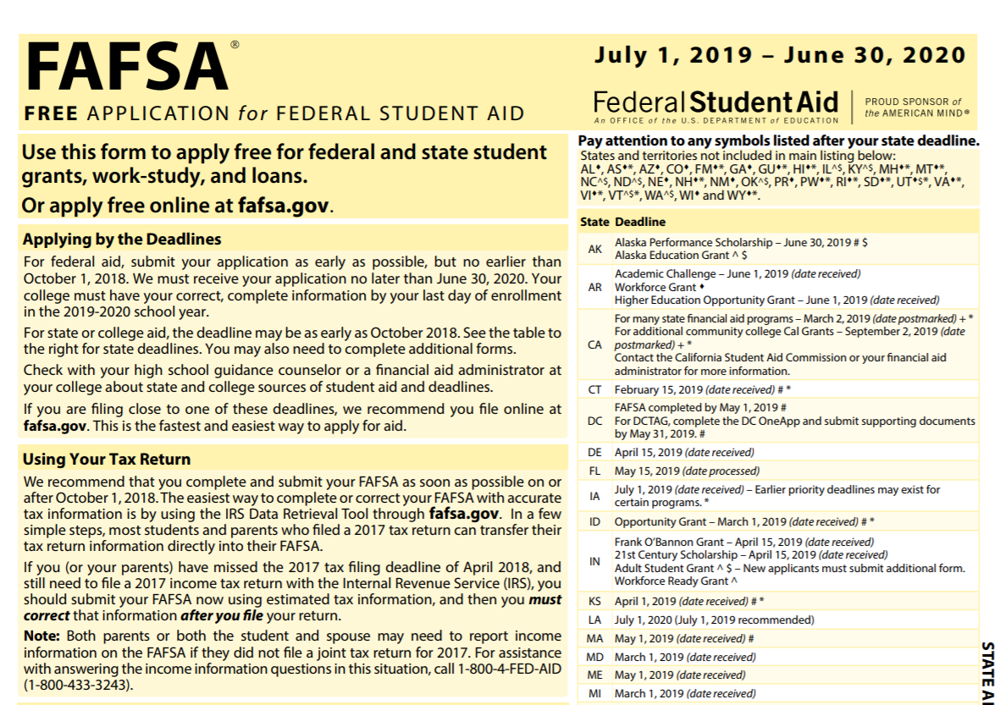 FAFSA®
FREE APPLICATION for FEDERAL STUDENT AID
July 1, 2019 – June 30, 2020
Federal Student Aid
An OFFICE of the U.S. DEPARTMENT of EDUCATION
PROUD SPONSOR of
the AMERICAN MIND®
Use this form to apply free for federal and state student
grants, work-study, and loans.
Or apply free online at fafsa.gov.
Applying by the Deadlines
For federal aid, submit your application as early as possible, but no earlier than
October 1, 2018. We must receive your application no later than June 30, 2020. Your
college must have your correct, complete information by your last day of enrollment
in the 2019-2020 school year.
For state or college aid, the deadline may be as early as October 2018. See the table to
the right for state deadlines. You may also need to complete additional forms.
Check with your high school guidance counselor or a financial aid administrator at
your college about state and college sources of student aid and deadlines.
If you are filing close to one of these deadlines, we recommend you file online at
fafsa.gov. This is the fastest and easiest way to apply for aid.
Using Your Tax Return
We recommend that you complete and submit your FAFSA as soon as possible on or
after October 1, 2018. The easiest way to complete or correct your FAFSA with accurate
tax information is by using the IRS Data Retrieval Tool through fafsa.gov. In a few
simple steps, most students and parents who filed a 2017 tax return can transfer their
tax return information directly into their FAFSA.
If you (or your parents) have missed the 2017 tax filing deadline of April 2018, and
still need to file a 2017 income tax return with the Internal Revenue Service (IRS), you
should submit your FAFSA now using estimated tax information, and then you must
correct that information after you file your return.
Note: Both parents or both the student and spouse may need to report income
information on the FAFSA if they did not file a joint tax return for 2017. For assistance
with answering the income information questions in this situation, call 1-800-4-FED-AID
(1-800-433-3243).
Pay attention to any symbols listed after your state deadline.
States and territories not included in main listing below:
AL♦, AS♦*, AZ♦, CO♦, FM♦*, GA♦, GU♦*, HI♦*, IL^$, KY^$, MH♦*, MT♦*,
NC^$, ND^$, NE♦, NH♦*, NM♦, OK^$, PR♦, PW♦*, RI♦*, SD♦*, UT♦$*, VA♦*,
VI♦*, VT^$*, WA^$, WI♦ and WY♦*.
State Deadline
AK Alaska Performance Scholarship – June 30, 2019 # $
Alaska Education Grant ^ $
AR Academic Challenge – June 1, 2019 (date received)
Workforce Grant ♦
Higher Education Opportunity Grant – June 1, 2019 (date received)
CA For many state financial aid programs – March 2, 2019 (date postmarked) + *
For additional community college Cal Grants – September 2, 2019 (date
postmarked) + *
Contact the California Student Aid Commission or your financial aid
administrator for more information.
CT February 15, 2019 (date received) # *
DC FAFSA completed by May 1, 2019 #
For DCTAG, complete the DC OneApp and submit supporting documents
by May 31, 2019. #
DE April 15, 2019 (date received)
FL May 15, 2019 (date processed)
IA July 1, 2019 (date received) – Earlier priority deadlines may exist for
certain programs. *
ID Opportunity Grant – March 1, 2019 (date received) # *
IN Frank O'Bannon Grant – April 15, 2019 (date received)
21st Century Scholarship – April 15, 2019 (date received)
Adult Student Grant ^ $ – New applicants must submit additional form.
Workforce Ready Grant ^
KS April 1, 2019 (date received) # *
LA July 1, 2020 (July 1, 2019 recommended)
MA May 1, 2019 (date received) #
MD March 1, 2019 (date received)
ME May 1, 2019 (date received)
MI March 1, 2019 (date received)
STATE